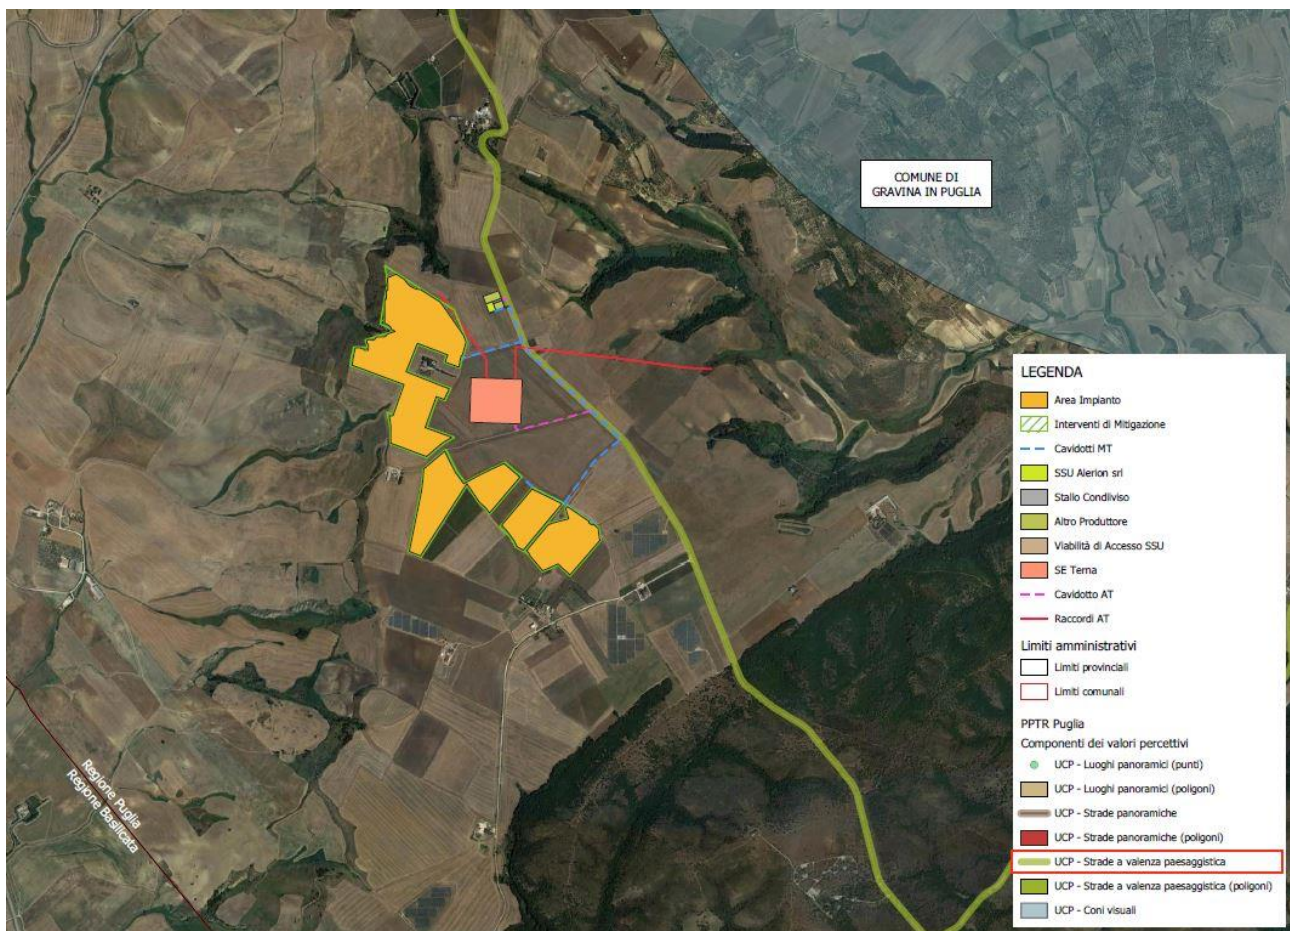 COMUNE DI
GRAVINA IN PUGLIA
Regione Puglia
Regione Basilicata
LEGENDA
Area Impianto
Interventi di Mitigazione
Cavidotti MT
SSU Alerion srl
Stallo Condiiviso
Altro Produttore
Viabilità di Accesso SSU
SE Terna
Cavidotto AT
Raccordi AT
Limiti amministrativi
Limiti provinciali
Limiti comunali
PPTR Puglia
Componenti dei valori percettivi
UCP - Luoghi panoramici (punti)
UCP - Luoghi panoramici (poligoni)
UCP - Strade panoramiche
UCP - Strade panoramiche (poligoni)
UCP - Strade a valenza paesaggistica
UCP - Strade a valenza paesaggistica (poligoni)
UCP - Coni visuali